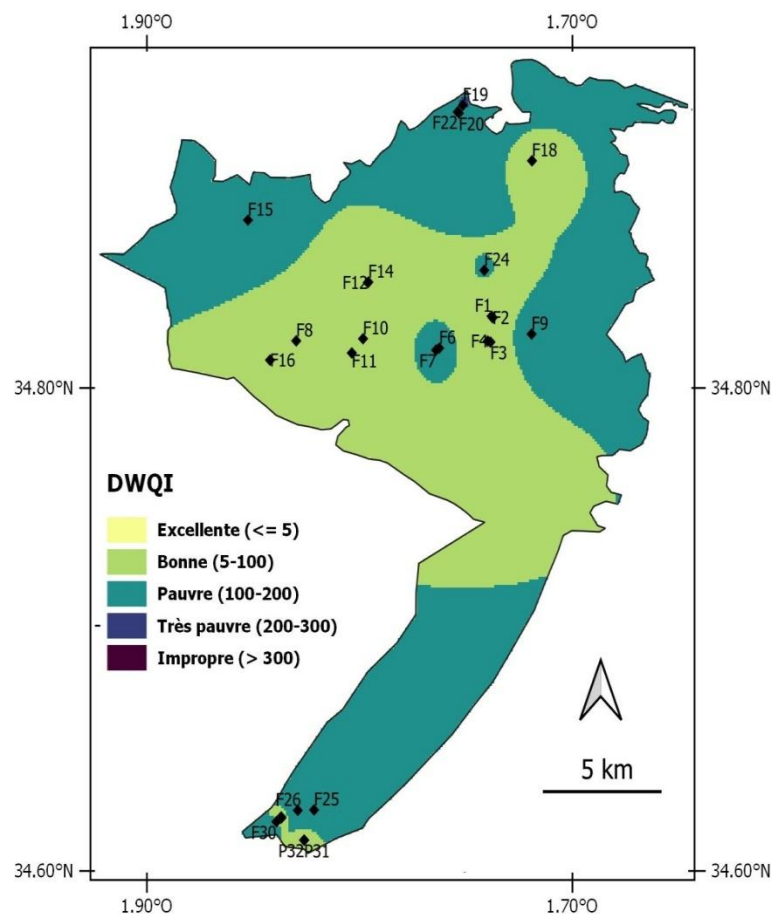 1.90°O 1.70°O
F19
F22 F20
F18
F15
F24
F14
F12
F1 F2
F9
F10 F6
F8
F4 F3
F7
F11
F16
34.80°N 34.80°N
DWQI
Excellente (<= 5)
Bonne (5-100)
Pauvre (100-200)
Très pauvre (200-300)
Impropre (> 300)
5 km
F26 F25
F30
P32P31
34.60°N 34.60°N
1.90°O 1.70°O